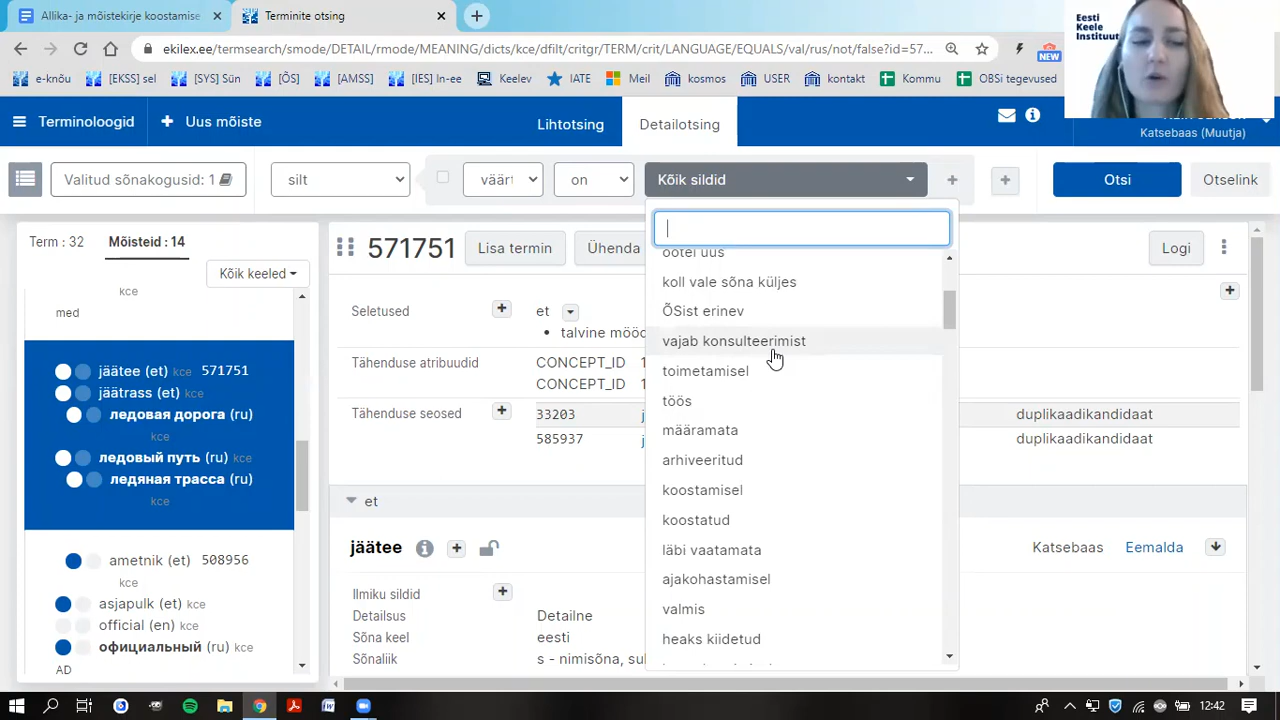 Allika- ja mõistekirje koostamise
Terminite otsing
ekilex.ee/termsearch/smode/DETAIL/rmode/MEANING/dicts/kce/dfilt/critgr/TERM/crit/LANGUAGE/EQUALS/val/rus/not/false?id=57...
NEW
e-knõu
[EKSS] sel
[SYS] Sün
[ÕS]
[AMSS]
[IES] In-ee
Keelev
IATE
Meil
kosmos
USER
kontakt
Kommu
OBSi tegevused
Eesti
Keele
Instituut
Terminoloogid
Uus mõiste
Lihtotsing
Detailotsing
Katsebaas (Muutja)
Valitud sõnakogusid: 1
silt
väärt
on
Kõik sildid
Otsi
Otselink
Term : 32
Mõisteid : 14
Kõik keeled
kce
med
jäätee (et) kce 571751
jäätrass (et) kce
ледовая дорога (ru)
kce
ледовый путь (ru) kce
ледяная трасса (ru)
kce
ametnik (et) 508956
kce
asjapulk (et) kce
official (en) kce
официальный (ru) kce
AD
571751
Lisa termin
Ühenda
Logi
Seletused
et
talvine möö
Tähenduse atribuudid
CONCEPT_ID 1
CONCEPT_ID
Tähenduse seosed
33203
duplikaadikandidaat
585937
duplikaadikandidaat
et
jäätee
Katsebaas
Eemalda
Ilmiku sildid
Detailsus
Detailne
Sõna keel
eesti
Sõnaliik
s - nimisõna, su
ootel uus
koll vale sõna küljes
ÕSist erinev
vajab konsulteerimist
toimetamisel
töös
määramata
arhiveeritud
koostamisel
koostatud
läbi vaatamata
ajakohastamisel
valmis
heaks kiidetud
12:42